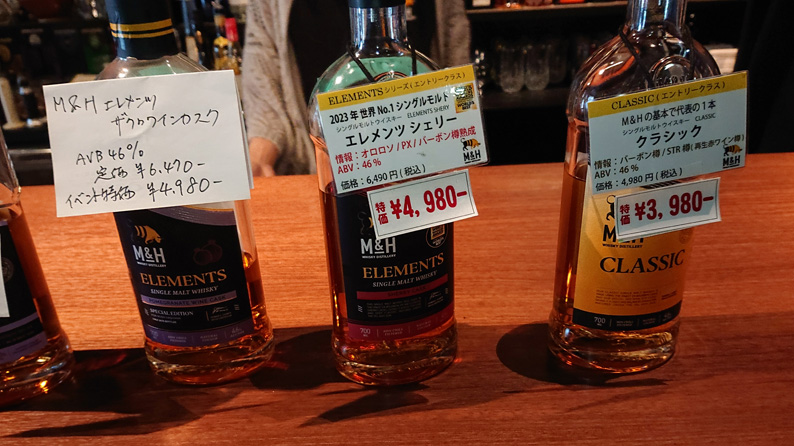 M&H エレメンツ
ザクロワインカスク
AVB 46%
定価 ¥6.490-
イベント特価 ¥4.980-
M&H
ELEMENTS
SINGLE MALT WHISKY
POMEGRANATE WINE CASK
SPECIAL EDITION
ELEMENTSシリーズ(エントリークラス)
2023年 世界No.1シングルモルト
シングルモルトウイスキー ELEMENTS SHERY
エレメンツ シェリー
情報:オロロソ/PX/バーボン樽熟成
ABV:46%
価格:6,490円(税込)
M&H
特価 ¥4,980-
M&H
WHISKY DISTILLERY
ELEMENTS
SINGLE MALT WHISKY
700
CLASSIC(エントリークラス)
M&Hの基本で代表の1本
シングルモルトウイスキー CLASSIC
クラシック
情報:バーボン樽/STR樽(再生赤ワイン樽)
ABV:46%
価格:4,980円(税込)
M&H
特価 ¥3,980-
M&H
WHISKY DISTILLERY
CLASSIC
700